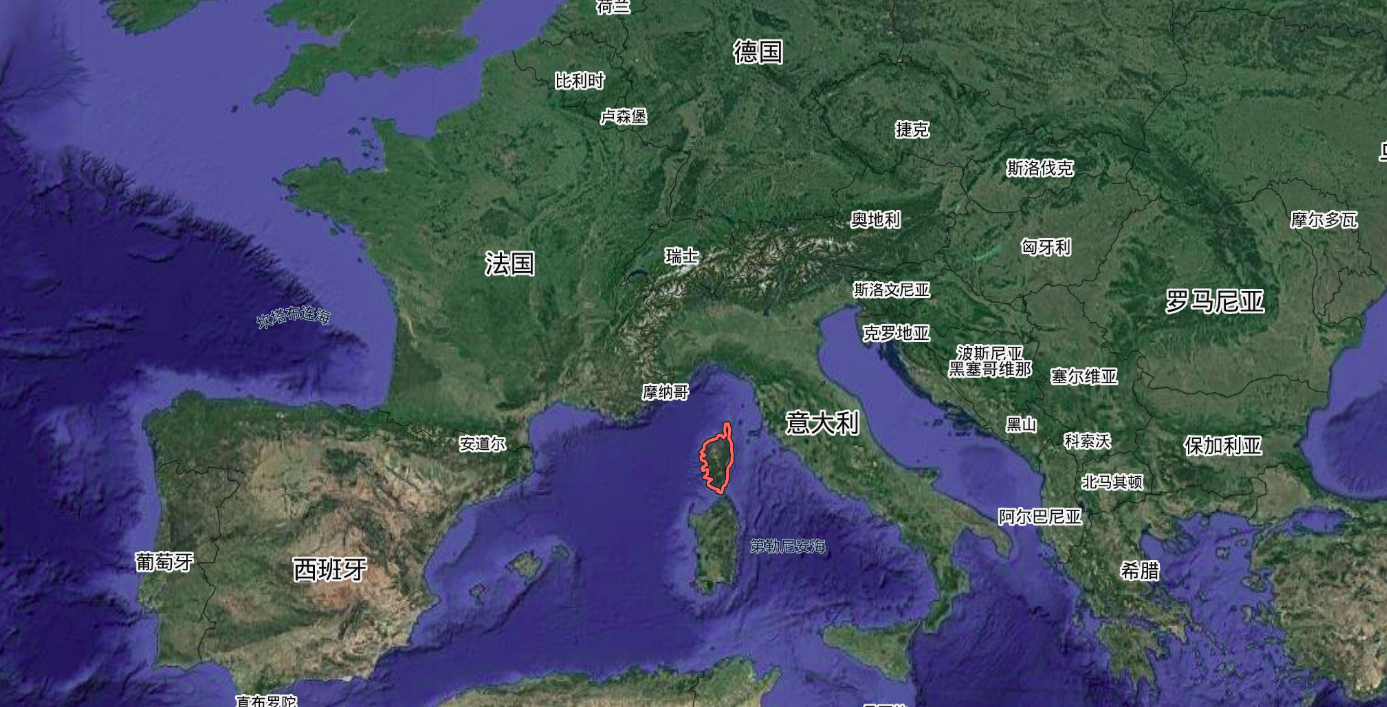 荷兰
德国
比利时
卢森堡
捷克
斯洛伐克
奥地利
摩尔多瓦
匈牙利
瑞士
法国
斯洛文尼亚
罗马尼亚
坎塔布连海
克罗地亚
波斯尼亚
黑塞哥维那
塞尔维亚
摩纳哥
意大利
黑山
科索沃
安道尔
保加利亚
北马其顿
阿尔巴尼亚
第勒尼安海
葡萄牙
西班牙
希腊
直布罗陀